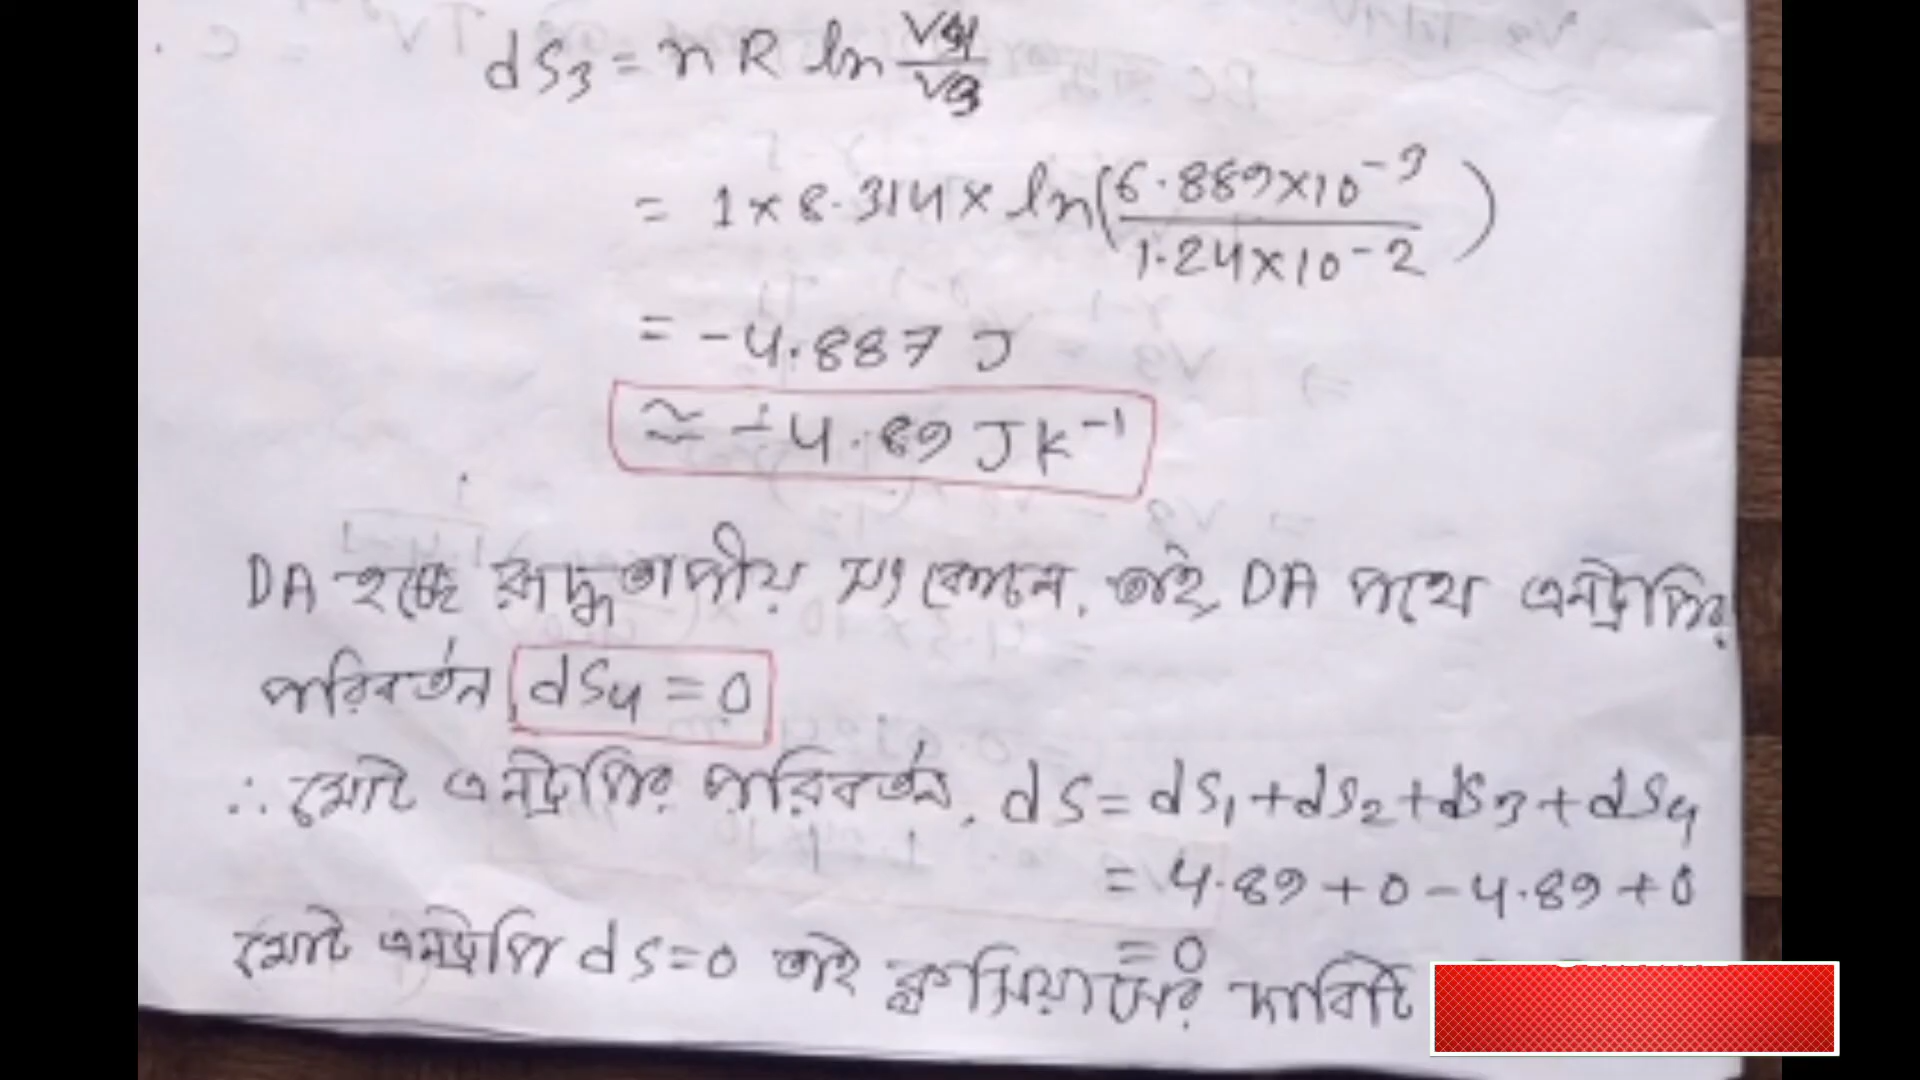 dS₃ = nR ln V4/V3
= 1×8.314× ln(6.889×10⁻³/1.24×10⁻²)
= -4.887 J
≈ -4.89 JK⁻¹
DA হচ্ছে রুদ্ধতাপীয় সংকোচন, তাই DA পথে এনট্রপির
পরিবর্তন dS₄ = 0
∴ মোট এনট্রপির পরিবর্তন, dS = dS₁+dS₂+dS₃+dS₄
= 4.89+0-4.89+0
= 0
মোট এনট্রপি dS=0 তাই ক্লসিয়াসের দাবিটি